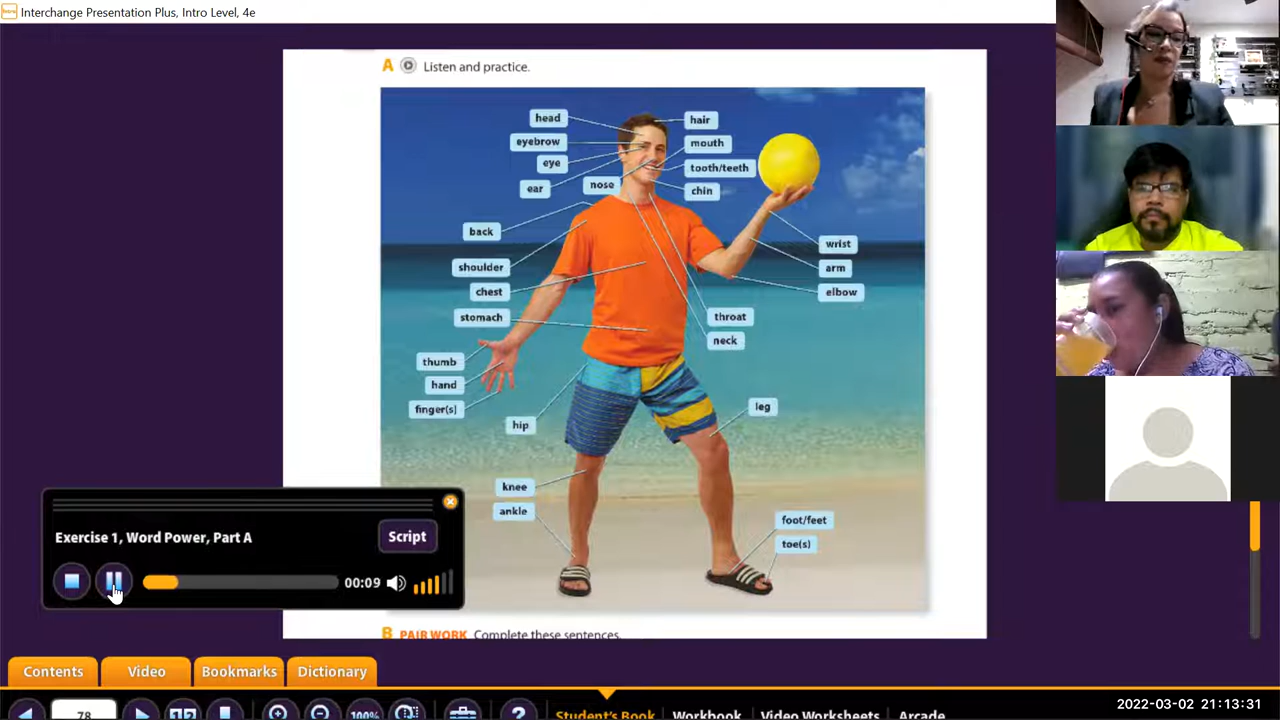 Interchange Presentation Plus, Intro Level, 4e
A Listen and practice.
head
hair
eyebrow
mouth
eye
tooth/teeth
ear
nose
chin
back
wrist
shoulder
arm
chest
elbow
stomach
throat
neck
thumb
hand
finger(s)
leg
hip
knee
ankle
foot/feet
toe(s)
Exercise 1, Word Power, Part A
Script
00:09
B PAIR WORK Complete these sentences.
Contents
Video
Bookmarks
Dictionary
78
100%
?
Student's Book
Workbook
Video Worksheets
Arcade
2022-03-02 21:13:31